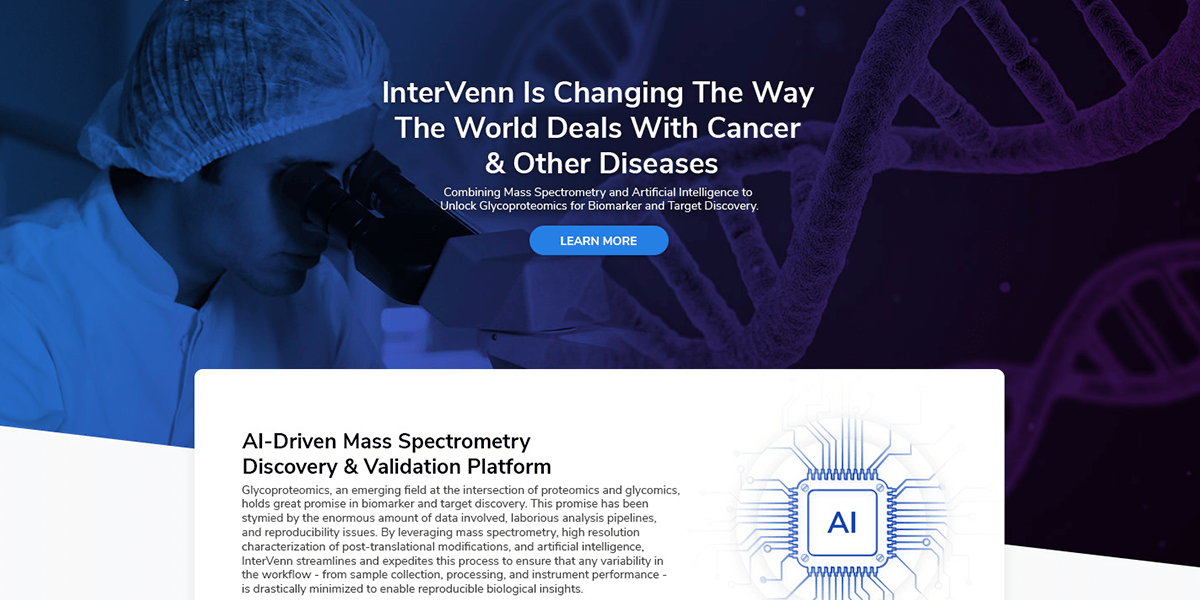 InterVenn Is Changing The Way
The World Deals With Cancer
& Other Diseases
Combining Mass Spectrometry and Artificial Intelligence to
Unlock Glycoproteomics for Biomarker and Target Discovery.
LEARN MORE
AI-Driven Mass Spectrometry
Discovery & Validation Platform
Glycoproteomics, an emerging field at the intersection of proteomics and glycomics,
holds great promise in biomarker and target discovery. This promise has been
stymied by the enormous amount of data involved, laborious analysis pipelines,
and reproducibility issues. By leveraging mass spectrometry, high resolution
characterization of post-translational modifications, and artificial intelligence,
InterVenn streamlines and expedites this process to ensure that any variability in
the workflow - from sample collection, processing, and instrument performance -
is drastically minimized to enable reproducible biological insights.
AI